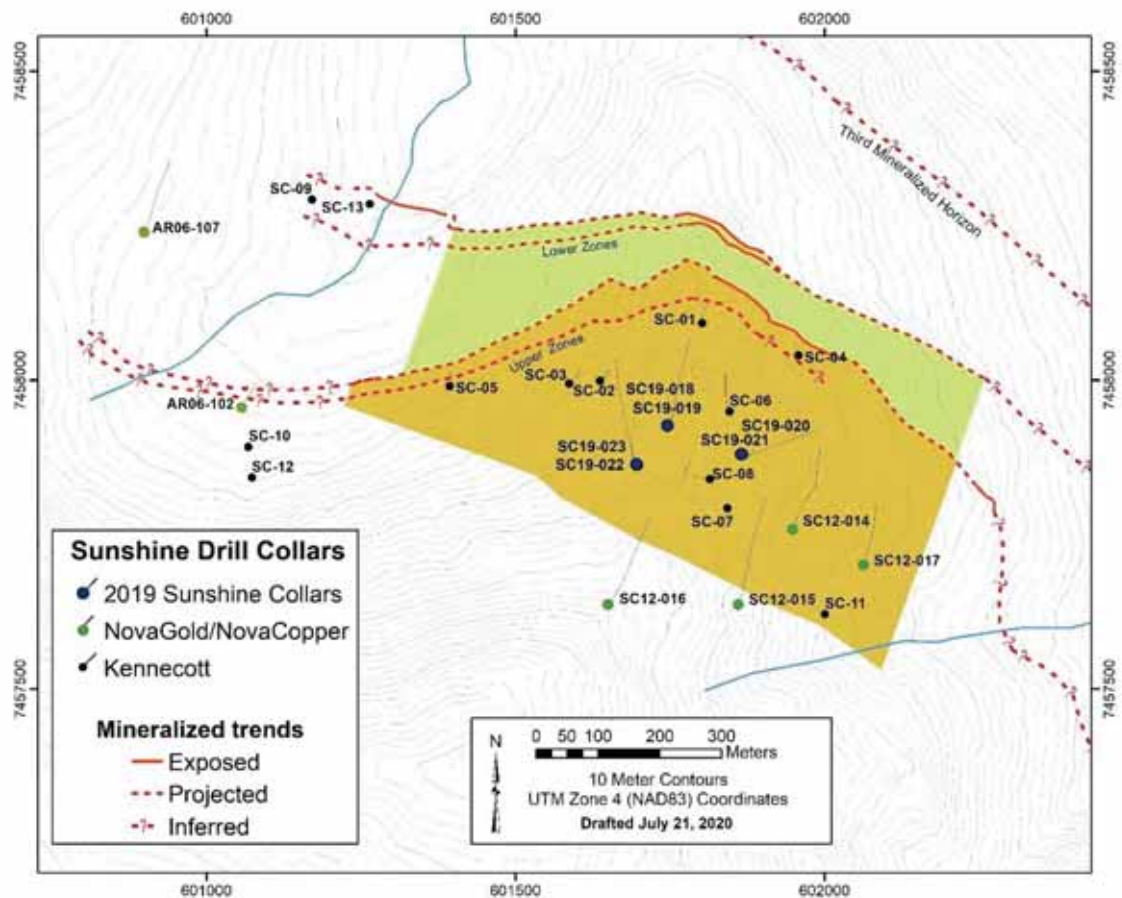 601000
601500
602000
7458500
7458500
Third Mineralized Horizon
SC-09
SC-13
AR06-107
Lower Zones
SC-01
Upper Zones
SC-04
7458000
7458000
SC-03
SC-05
SC-02
SC19-018
SC19-019
SC-06
AR06-102
SC19-020
SC19-021
SC-10
SC19-023
SC19-022
SC-12
SC-08
SC-07
SC12-014
SC12-017
SC12-016
SC12-015
SC-11
7457500
7457500
Sunshine Drill Collars
2019 Sunshine Collars
NovaGold/NovaCopper
Kennecott
Mineralized trends
Exposed
Projected
Inferred
N
0 50 100 200 300
Meters
10 Meter Contours
UTM Zone 4 (NAD83) Coordinates
Drafted July 21, 2020
601000
601500
602000